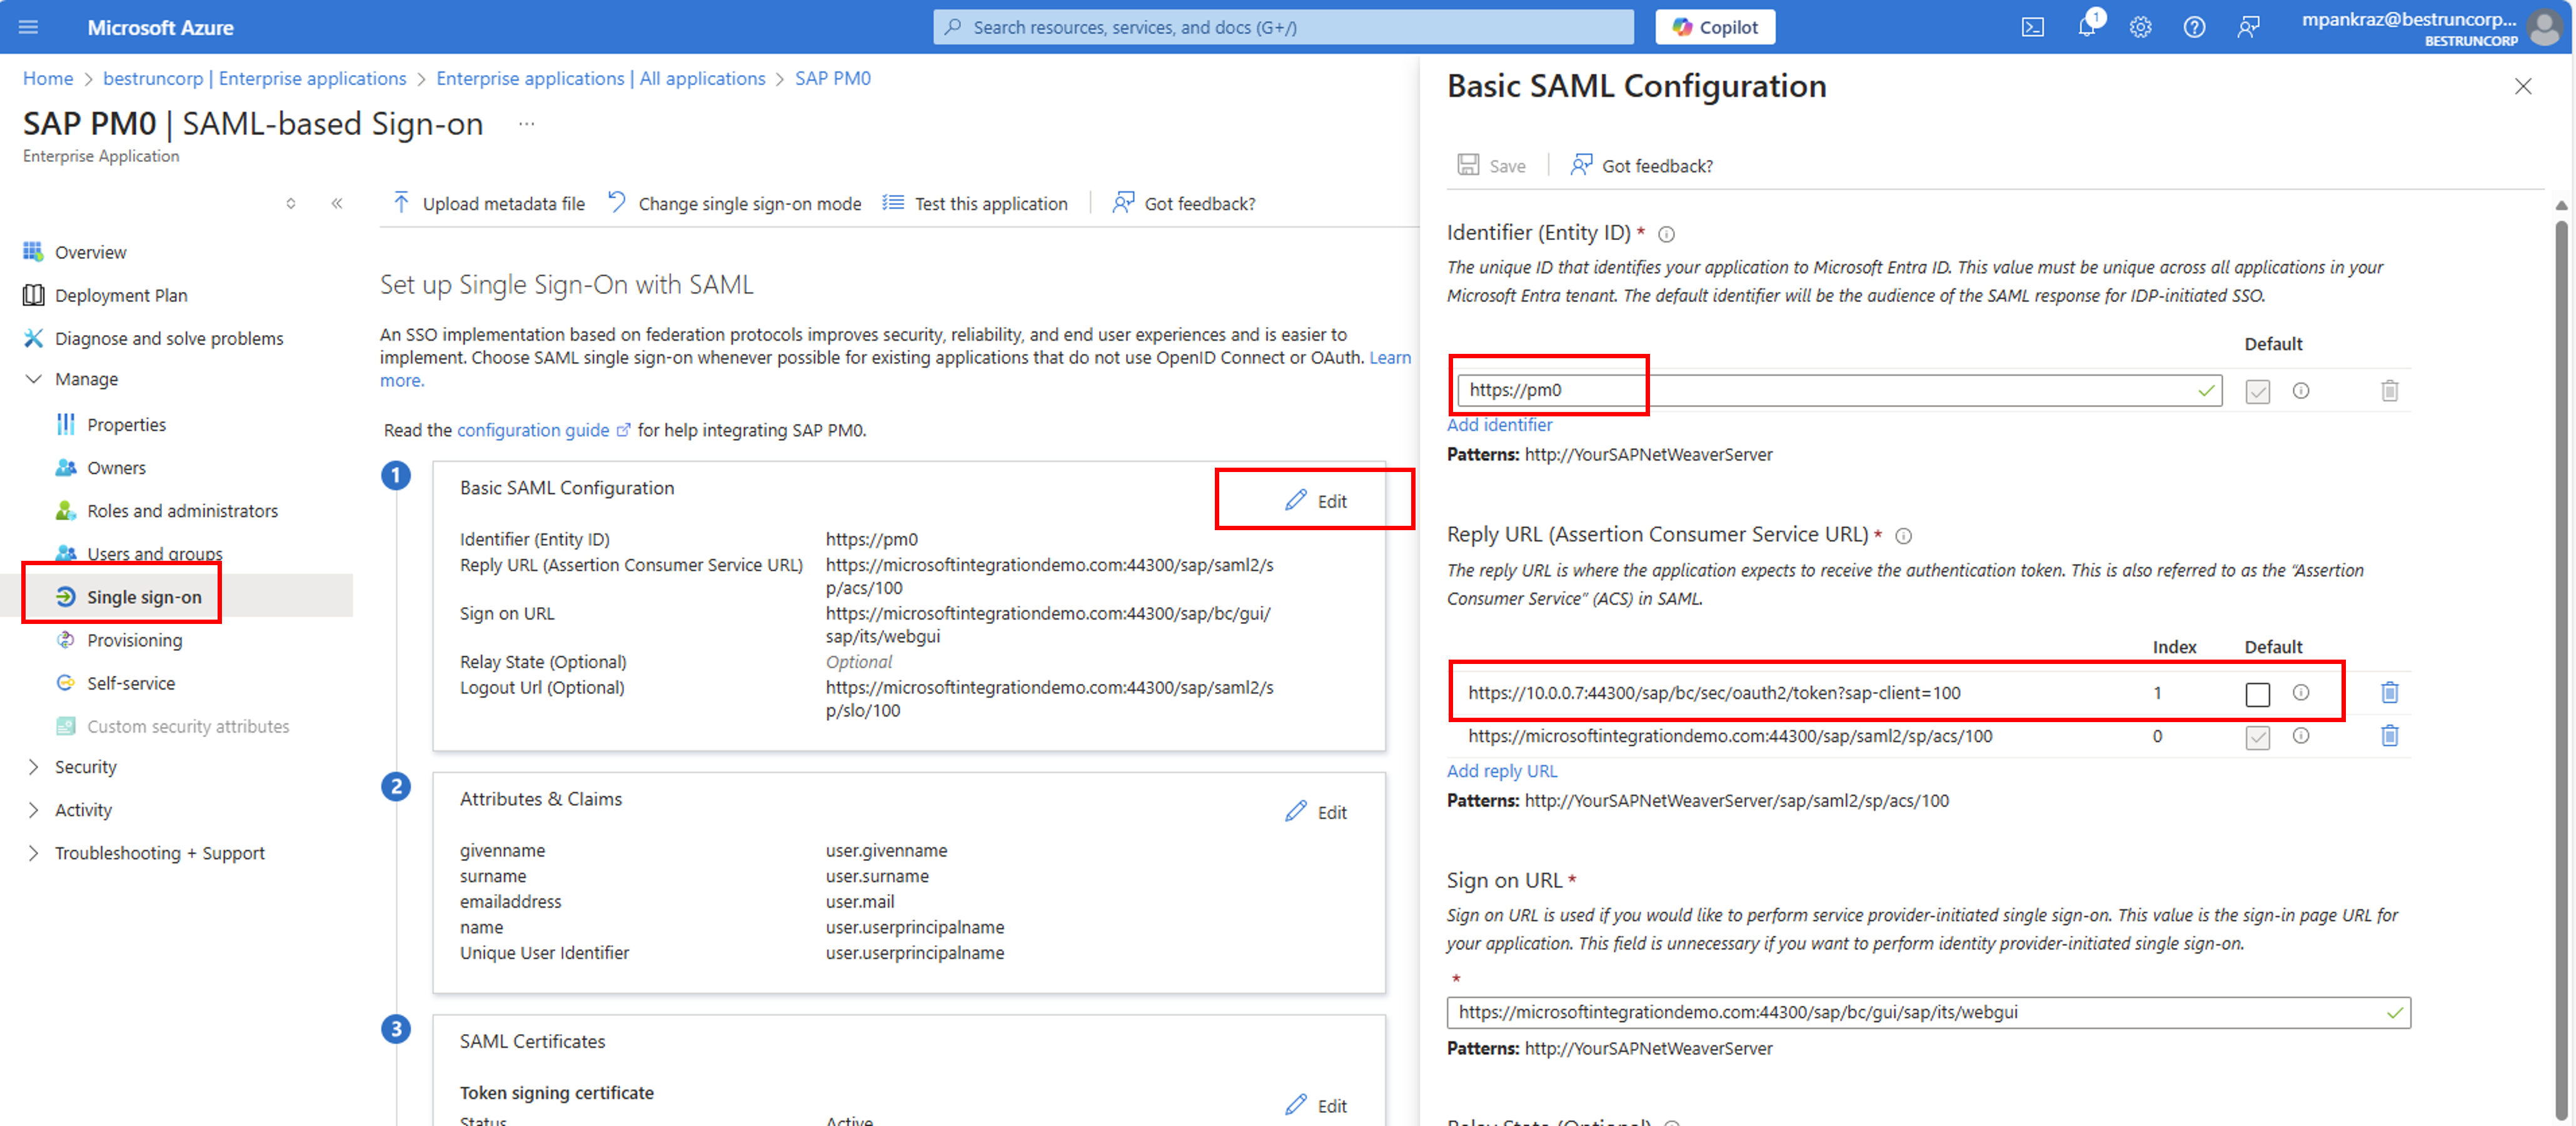 Microsoft Azure
Search resources, services, and docs (G+/)
Copilot
1
mpankraz@bestruncorp...
BESTRUNCORP
Home > bestruncorp | Enterprise applications > Enterprise applications | All applications > SAP PM0
SAP PM0 | SAML-based Sign-on ...
Enterprise Application
Overview
Deployment Plan
Diagnose and solve problems
Manage
Properties
Owners
Roles and administrators
Users and groups
Single sign-on
Provisioning
Self-service
Custom security attributes
Security
Activity
Troubleshooting + Support
Upload metadata file
Change single sign-on mode
Test this application
Got feedback?
Set up Single Sign-On with SAML
An SSO implementation based on federation protocols improves security, reliability, and end user experiences and is easier to
implement. Choose SAML single sign-on whenever possible for existing applications that do not use OpenID Connect or OAuth. Learn
more.
Read the configuration guide for help integrating SAP PM0.
1
Basic SAML Configuration
Edit
Identifier (Entity ID) https://pm0
Reply URL (Assertion Consumer Service URL) https://microsoftintegrationdemo.com:44300/sap/saml2/s
p/acs/100
Sign on URL https://microsoftintegrationdemo.com:44300/sap/bc/gui/
sap/its/webgui
Relay State (Optional) Optional
Logout Url (Optional) https://microsoftintegrationdemo.com:44300/sap/saml2/s
p/slo/100
2
Attributes & Claims
Edit
givenname user.givenname
surname user.surname
emailaddress user.mail
name user.userprincipalname
Unique User Identifier user.userprincipalname
3
SAML Certificates
Token signing certificate
Edit
Status Active
Basic SAML Configuration
Save
Got feedback?
Identifier (Entity ID) *
The unique ID that identifies your application to Microsoft Entra ID. This value must be unique across all applications in your
Microsoft Entra tenant. The default identifier will be the audience of the SAML response for IDP-initiated SSO.
Default
https://pm0
Add identifier
Patterns: http://YourSAPNetWeaverServer
Reply URL (Assertion Consumer Service URL) *
The reply URL is where the application expects to receive the authentication token. This is also referred to as the “Assertion
Consumer Service” (ACS) in SAML.
Index Default
https://10.0.0.7:44300/sap/bc/sec/oauth2/token?sap-client=100 1
https://microsoftintegrationdemo.com:44300/sap/saml2/sp/acs/100 0
Add reply URL
Patterns: http://YourSAPNetWeaverServer/sap/saml2/sp/acs/100
Sign on URL *
Sign on URL is used if you would like to perform service provider-initiated single sign-on. This value is the sign-in page URL for
your application. This field is unnecessary if you want to perform identity provider-initiated single sign-on.
*
https://microsoftintegrationdemo.com:44300/sap/bc/gui/sap/its/webgui
Patterns: http://YourSAPNetWeaverServer
Relay State (Optional)